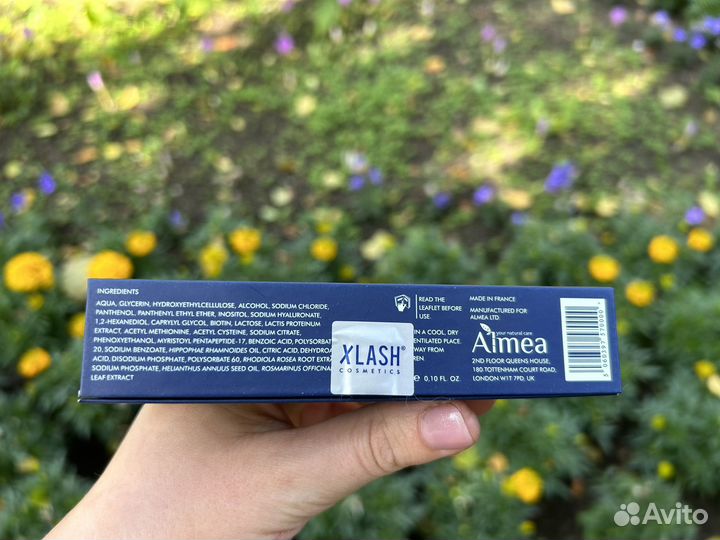 INGREDIENTS
AQUA, GLYCERIN, HYDROXYETHYLCELLULOSE, ALCOHOL, SODIUM CHLORIDE,
PANTHENOL, PANTHENYL ETHYL ETHER, INOSITOL, SODIUM HYALURONATE,
1,2-HEXANEDIOL, CAPRYLYL GLYCOL, BIOTIN, LACTOSE, LACTIS PROTEINUM
EXTRACT, ACETYL METHIONINE, ACETYL CYSTEINE, SODIUM CITRATE,
PHENOXYETHANOL, MYRISTOYL PENTAPEPTIDE-17, BENZOIC ACID, POLYSORBAT
20, SODIUM BENZOATE, HIPPOPHAE RHAMNOIDES OIL, CITRIC ACID, DEHYDRO
ACID, DISODIUM PHOSPHATE, POLYSORBATE 60, RHODIOLA ROSEA ROOT EXTRAC
SODIUM PHOSPHATE, HELIANTHUS ANNUUS SEED OIL, ROSMARINUS OFFICINA
LEAF EXTRACT
XLASH®
COSMETICS
READ THE
LEAFLET BEFORE
USE.
IN A COOL, DRY
ENTILATED PLACE.
WAY FROM
REN
℮ 0.10 FL OZ.
MADE IN FRANCE
MANUFACTURED FOR
ALMEA LTD.
your natural care
Almea
2ND FLOOR QUEENS HOUSE,
180 TOTTENHAM COURT ROAD,
LONDON W1T 7PD, UK
Avito